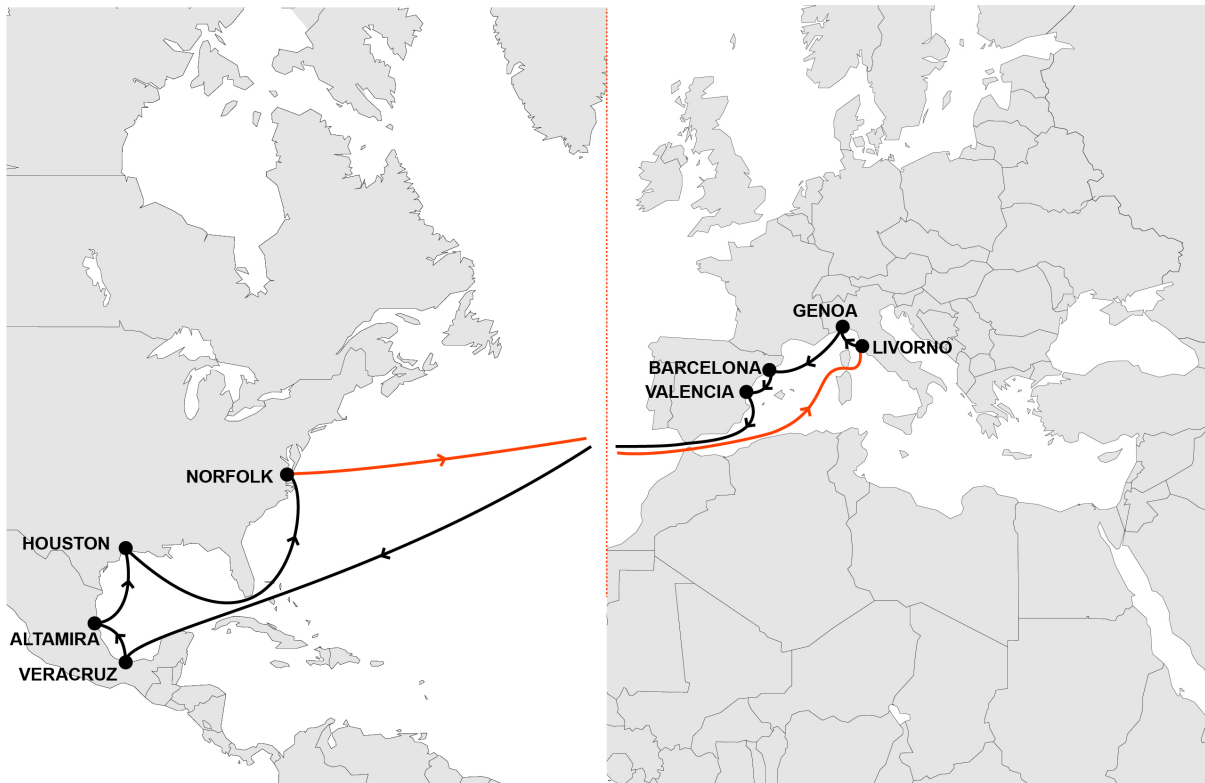 GENOA
LIVORNO
BARCELONA
VALENCIA
NORFOLK
HOUSTON
ALTAMIRA
VERACRUZ